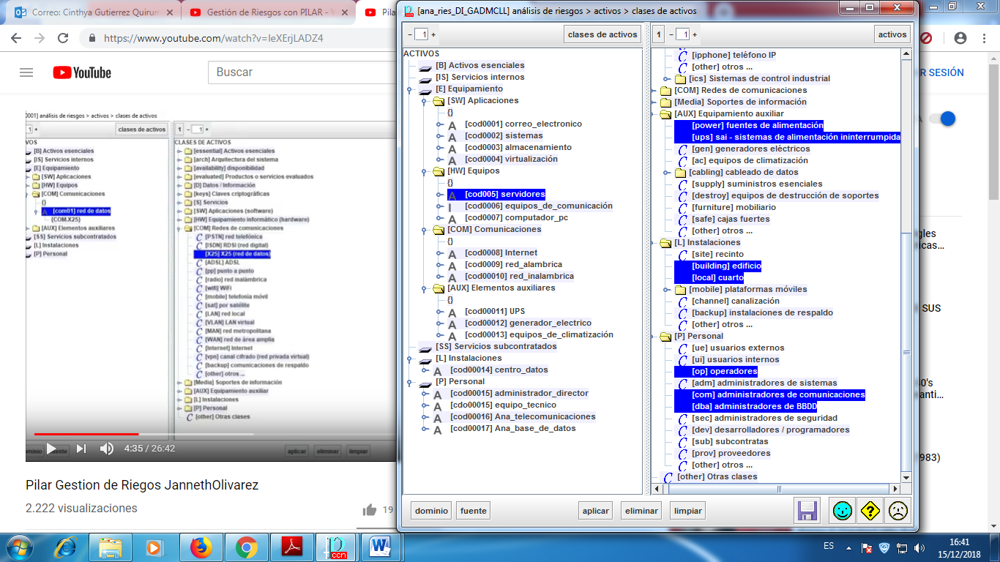 Correo: Cinthya Gutierrez Quirum
Gestión de Riesgos con PILAR - Y
Pila
https://www.youtube.com/watch?v=IeXErjLADZ4
YouTube
Buscar
0001] análisis de riesgos > activos > clases de activos
1 +
clases de activos
1
− 1 +
VOS
[B] Activos esenciales
[IS] Servicios internos
[E] Equipamiento
[SW] Aplicaciones
[HW] Equipos
[COM] Comunicaciones
{}
[com01] red de datos
{COM.X25}
[AUX] Elementos auxiliares
[SS] Servicios subcontratados
[L] Instalaciones
[P] Personal
CLASES DE ACTIVOS
[essential] Activos esenciales
[arch] Arquitectura del sistema
[availability] disponibilidad
[evaluated] Productos o servicios evaluados
[D] Datos / Información
[keys] Claves criptográficas
[S] Servicios
[SW] Aplicaciones (software)
[HW] Equipamiento informático (hardware)
[COM] Redes de comunicaciones
[PSTN] red telefónica
[ISDN] RDSI (red digital)
[X25] X25 (red de datos)
[ADSL] ADSL
[pp] punto a punto
[radio] red inalámbrica
[wifi] WiFi
[mobile] telefonía móvil
[sat] por satélite
[LAN] red local
[VLAN] LAN virtual
[MAN] red metropolitana
[WAN] red de área amplia
[Internet] Internet
[vpn] canal cifrado (red privada virtual)
[backup] comunicaciones de respaldo
[other] otros ...
[Media] Soportes de información
[AUX] Equipamiento auxiliar
[L] Instalaciones
[P] Personal
[other] Otras clases
ominio
fuente
aplicar
eliminar
limpiar
4:35 / 26:42
Pilar Gestion de Riegos JannethOlivarez
2.222 visualizaciones
19
[ana_ries_DI_GADMCLL] análisis de riesgos > activos > clases de activos
− 1 +
clases de activos
ACTIVOS
[B] Activos esenciales
[IS] Servicios internos
[E] Equipamiento
[SW] Aplicaciones
{}
[cod0001] correo_electronico
[cod0002] sistemas
[cod0003] almacenamiento
[cod0004] virtualización
[HW] Equipos
{}
[cod005] servidores
[cod0006] equipos_de_comunicación
[cod0007] computador_pc
[COM] Comunicaciones
{}
[cod0008] Internet
[cod0009] red_alambrica
[cod00010] red_inalambrica
[AUX] Elementos auxiliares
{}
[cod00011] UPS
[cod00012] generador_electrico
[cod00013] equipos_de_climatización
[SS] Servicios subcontratados
[L] Instalaciones
[cod00014] centro_datos
[P] Personal
[cod00015] administrador_director
[cdo00015] equipo_tecnico
[cod00016] Ana_telecomunicaciones
[cod00017] Ana_base_de_datos
1
− 1 +
activos
[ipphone] teléfono IP
[other] otros ...
[ics] Sistemas de control industrial
[COM] Redes de comunicaciones
[Media] Soportes de información
[AUX] Equipamiento auxiliar
[power] fuentes de alimentación
[ups] sai - sistemas de alimentación ininterrumpida
[gen] generadores eléctricos
[ac] equipos de climatización
[cabling] cableado de datos
[supply] suministros esenciales
[destroy] equipos de destrucción de soportes
[furniture] mobiliario
[safe] cajas fuertes
[other] otros ...
[L] Instalaciones
[site] recinto
[building] edificio
[local] cuarto
[mobile] plataformas móviles
[channel] canalización
[backup] instalaciones de respaldo
[other] otros ...
[P] Personal
[ue] usuarios externos
[ui] usuarios internos
[op] operadores
[adm] administradores de sistemas
[com] administradores de comunicaciones
[dba] administradores de BBDD
[sec] administradores de seguridad
[dev] desarrolladores / programadores
[sub] subcontratas
[prov] proveedores
[other] otros ...
[other] Otras clases
dominio
fuente
aplicar
eliminar
limpiar
R SESIÓN
gles
icas...
SUS
0's
anti...
983)
ccn
ES
16:41
15/12/2018